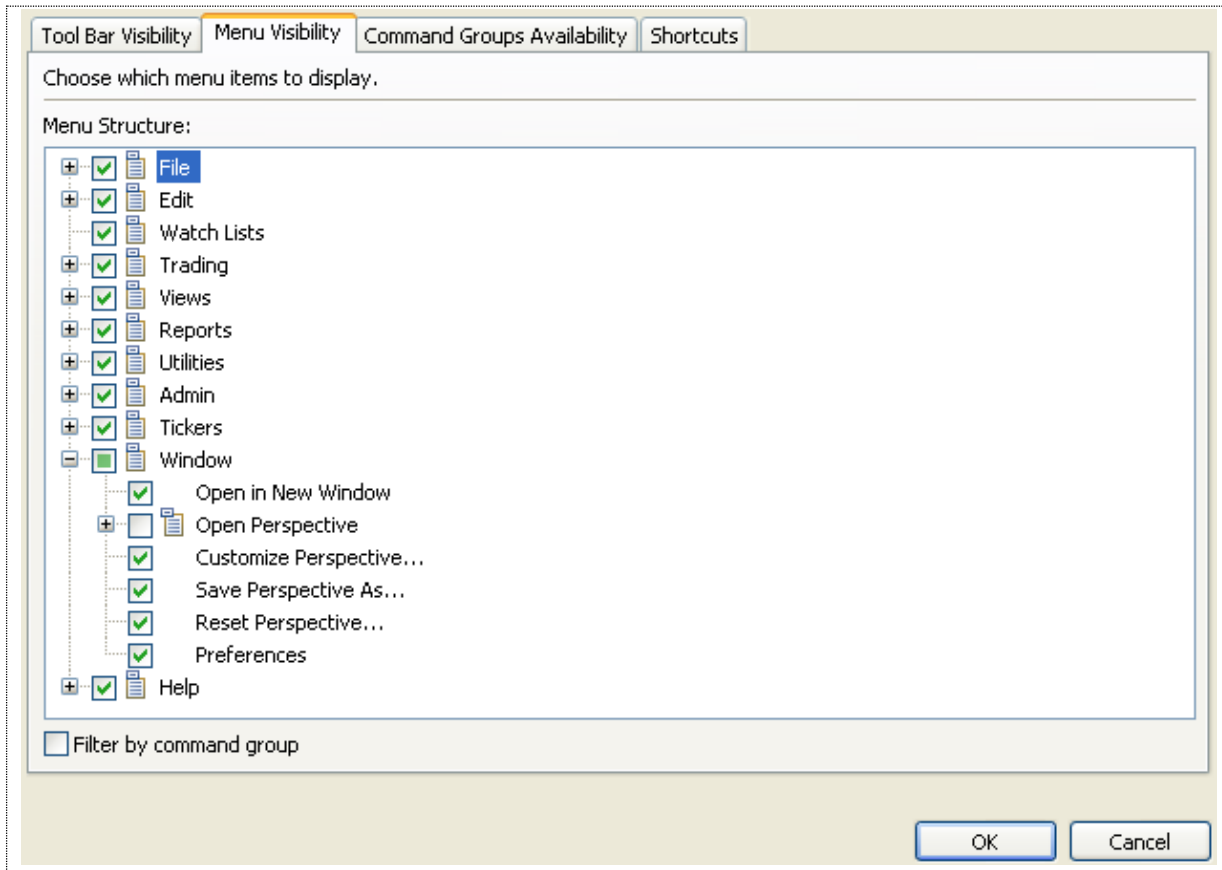 Tool Bar Visibility Menu Visibility Command Groups Availability Shortcuts
Choose which menu items to display.
Menu Structure:
File
Edit
Watch Lists
Trading
Views
Reports
Utilities
Admin
Tickers
Window
Open in New Window
Open Perspective
Customize Perspective...
Save Perspective As...
Reset Perspective...
Preferences
Help
Filter by command group
OK Cancel